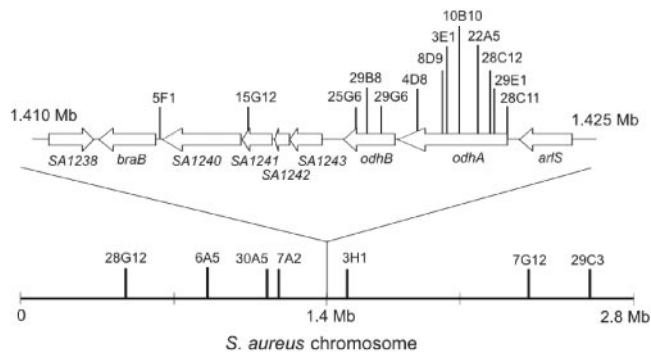 10B10
3E1 22A5
8D9 28C12
29B8 29E1
5F1 15G12 25G6 29G6 4D8 28C11
1.410 Mb 1.425 Mb
SA1238 braB SA1240 SA1241 SA1243 odhB odhA arlS
SA1242
28G12 6A5 30A5 7A2 3H1 7G12 29C3
0 1.4 Mb 2.8 Mb
S. aureus chromosome